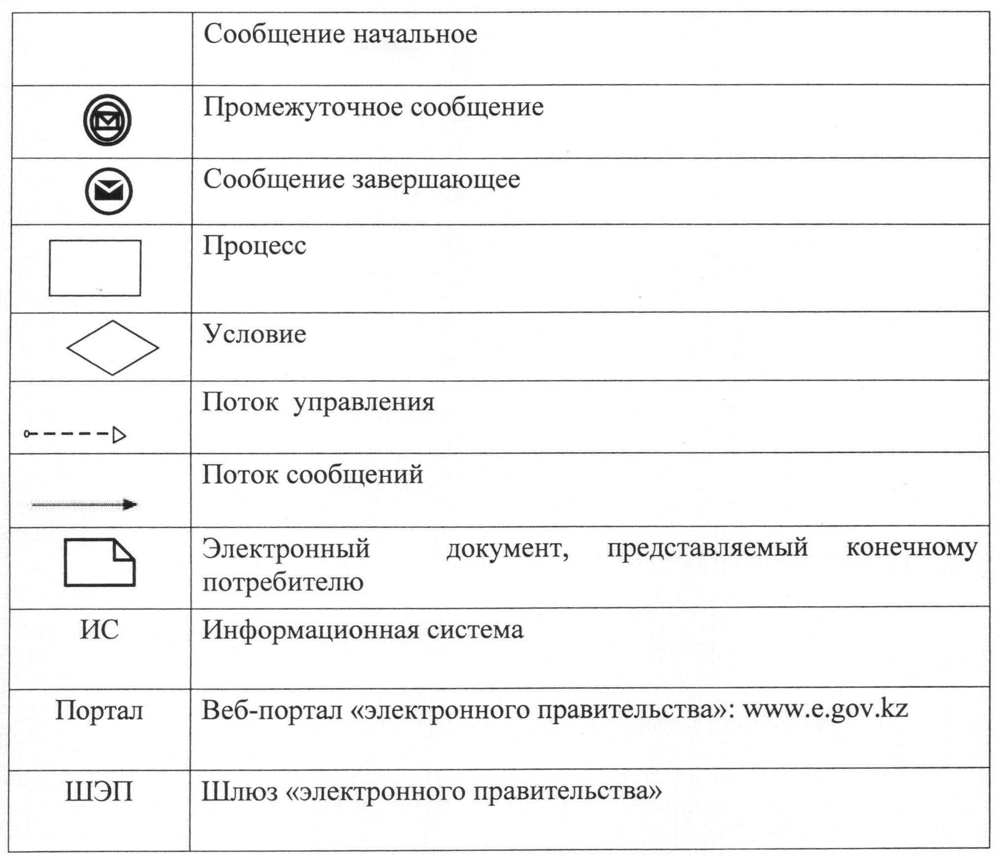 Сообщение начальное
Промежуточное сообщение
Сообщение завершающее
Процесс
Условие
Поток управления
Поток сообщений
Электронный документ, представляемый конечному
потребителю
ИС Информационная система
Портал Веб-портал «электронного правительства»: www.e.gov.kz
ШЭП Шлюз «электронного правительства»